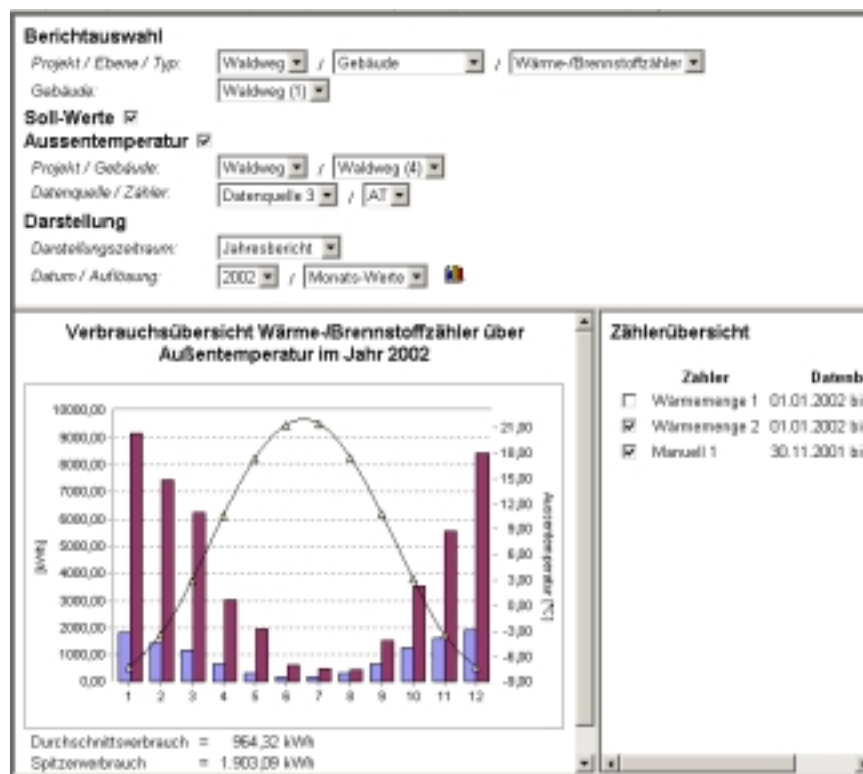 Berichtauswahl
Projekt / Ebene / Typ: Waldweg / Gebäude / Wärme-/Brennstoffzähler
Gebäude: Waldweg (1)
Soll-Werte
Aussentemperatur
Projekt / Gebäude: Waldweg / Waldweg (4)
Datenquelle / Zähler: Datenquelle 3 / AT
Darstellung
Darstellungszeitraum: Jahresbericht
Datum / Auflösung: 2002 / Monats-Werte
Verbrauchsübersicht Wärme-/Brennstoffzähler über
Außentemperatur im Jahr 2002
10000,00
9000,00
8000,00
7000,00
6000,00
5000,00
4000,00
3000,00
2000,00
1000,00
0,00
[kWh]
21,00
18,00
15,00
12,00
9,00
6,00
3,00
0,00
-3,00
-6,00
-9,00
Aussentemperatur [°C]
1 2 3 4 5 6 7 8 9 10 11 12
Durchschnittsverbrauch = 964,32 kWh
Spitzenverbrauch = 1.903,09 kWh
Zählerübersicht
Zähler Datenb
Wärmemenge 1 01.01.2002 bi
Wärmemenge 2 01.01.2002 bi
Manuell 1 30.11.2001 bi